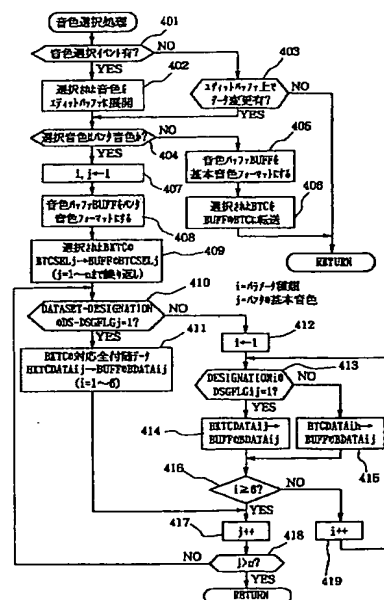 音色選択処理
401
音色選択イベント有?
NO
403
YES
402
選択された音色を
エディットバッファに展開
エディットバッファ上で
データ変更有?
NO
YES
選択音色はバンク音色か?
NO
405
YES
404
音色バッファBUFFを
基本音色フォーマットにする
i, j←1
407
406
音色バッファBUFFをバンク
音色フォーマットにする
408
選択されたBTCを
BUFFのBTCに転送
選択されたEXTCの
BTCSELj→BUFFのBTCSELj
(j=1~nまで繰り返し)
409
RETURN
410
i=パラデータ種類
j=バンクの基本音色
DATASET-DESIGNATION
のDS-DSGFLGj=1?
NO
YES
411
i←1
412
EXTCの対応全付随データ
EXTCDATAij→BUFFのBDATAij
(i=1~6)
413
DESIGNATIONiの
DSGFLGij=1?
NO
YES
414
EXTCDATAij→
BUFFのBDATAij
BTCDATAih→
BUFFのBDATAij
415
416
i≧6?
NO
YES
417
j++
i++
418
419
NO
j>n?
YES
RETURN